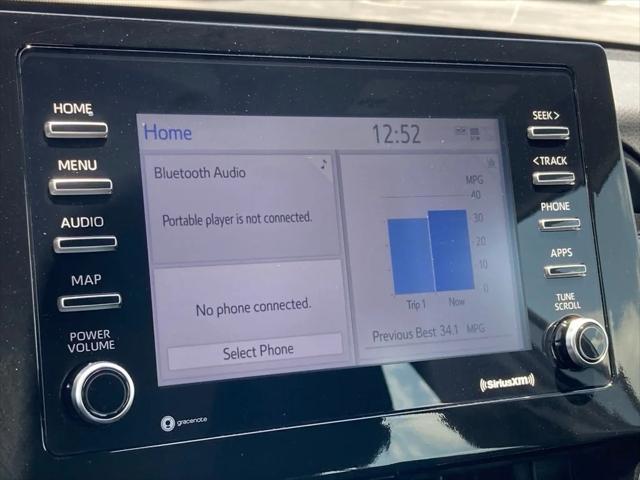 HOME
MENU
AUDIO
MAP
POWER
VOLUME
Home
12:52
Bluetooth Audio
Portable player is not connected.
No phone connected.
Select Phone
MPG
40
30
20
10
0
Trip 1
Now
Previous Best 34.1 MPG
SEEK>
<TRACK
PHONE
APPS
TUNE
SCROLL
gracenote
((SiriusXM))